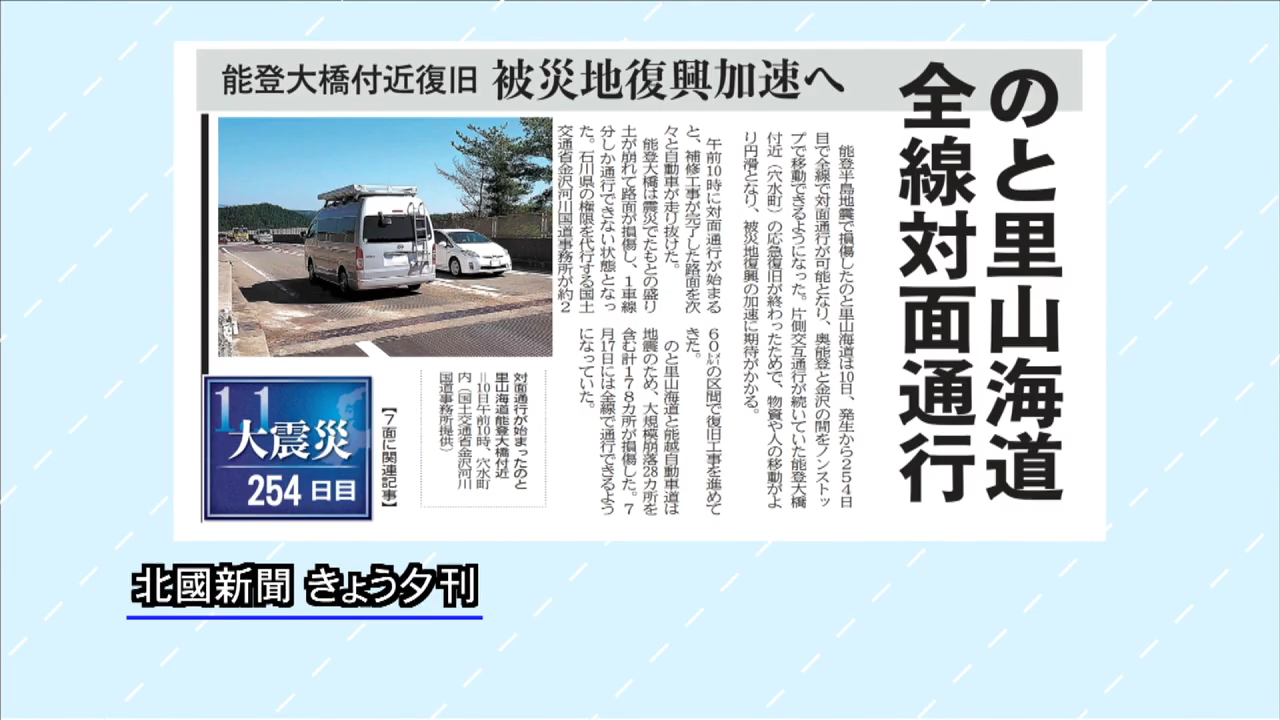 のと里山海道
全線対面通行
能登大橋付近復旧 被災地復興加速へ
能登半島地震で損傷したのと里山海道は10日、発生から254日
目で全線で対面通行が可能となり、奥能登と金沢の間をノンストッ
プで移動できるようになった。片側交互通行が続いていた能登大橋
付近（穴水町）の応急復旧が終わったためで、物資や人の移動がよ
り円滑となり、被災地復興の加速に期待がかかる。
午前10時に対面通行が始まる
と、補修工事が完了した路面を次
々と自動車が走り抜けた。
能登大橋は震災でたもとの盛り
土が崩れて路面が損傷し、1車線
分しか通行できない状態となっ
た。石川県の権限を代行する国土
交通省金沢河川国道事務所が約2
60㍍の区間で復旧工事を進めて
きた。
のと里山海道と能越自動車道は
地震のため、大規模崩落28カ所を
含む計178カ所が損傷した。7
月17日には全線で通行できるよう
になっていた。
対面通行が始まったのと
里山海道能登大橋付近
＝10日午前10時、穴水町
内（国土交通省金沢河川
国道事務所提供）
【7面に関連記事】
1.1
大震災
254日目
北國新聞 きょう夕刊